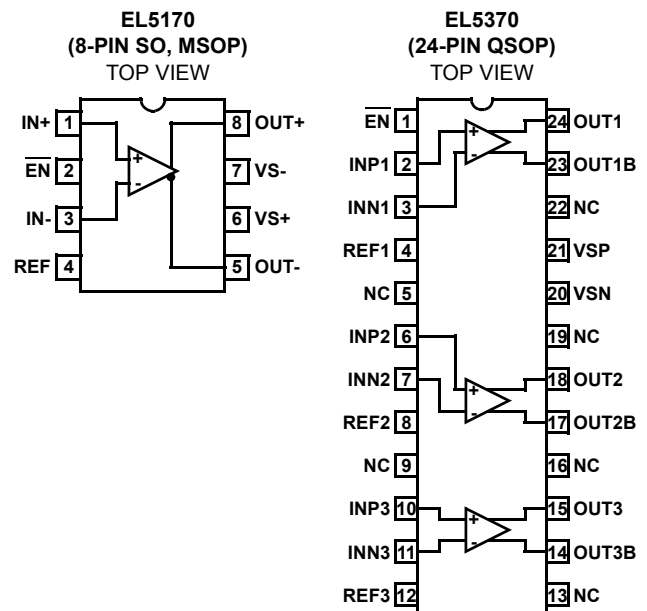 EL5170
(8-PIN SO, MSOP)
TOP VIEW
IN+ 1
8 OUT+
EN 2
7 VS-
IN- 3
6 VS+
REF 4
5 OUT-
+
-
EL5370
(24-PIN QSOP)
TOP VIEW
EN 1
24 OUT1
INP1 2
23 OUT1B
INN1 3
22 NC
REF1 4
21 VSP
NC 5
20 VSN
INP2 6
19 NC
INN2 7
18 OUT2
REF2 8
17 OUT2B
NC 9
16 NC
INP3 10
15 OUT3
INN3 11
14 OUT3B
REF3 12
13 NC
+
-
+
-
+
-